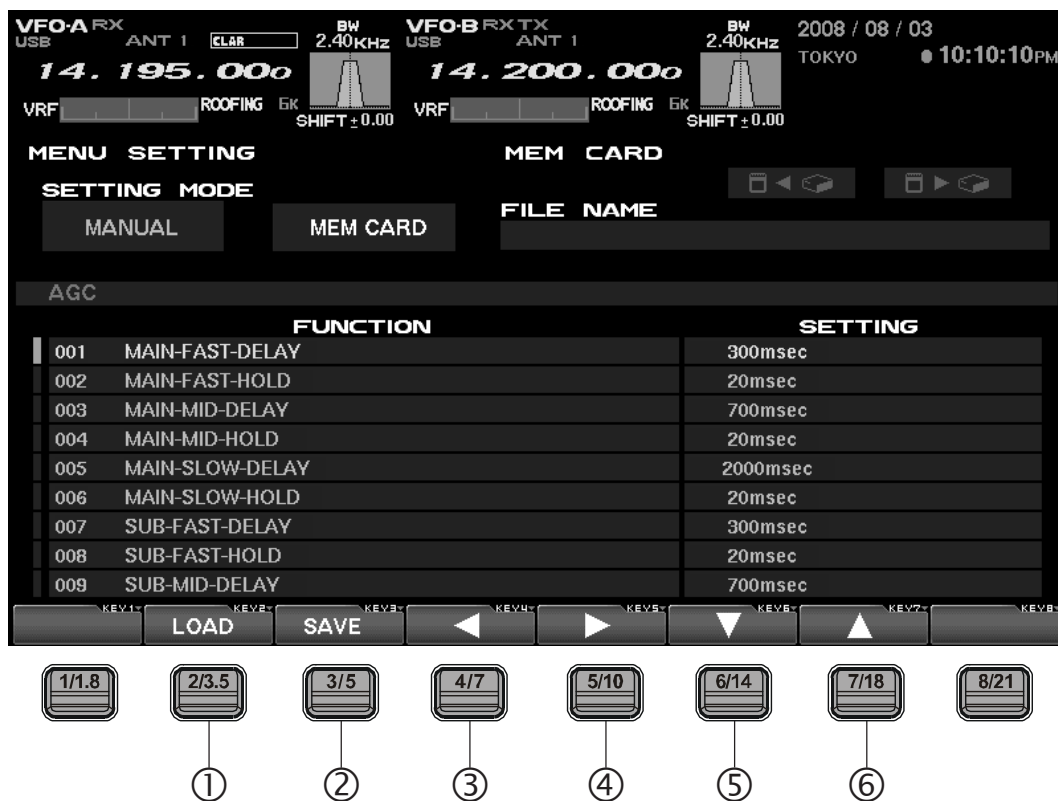 VFO-A RX
USB ANT 1 CLAR
BW
2.40KHz
14.195.000
VRF ROOFING БК
SHIFT±0.00
VFO-B RX TX
USB ANT 1
BW
2.40KHz
14.200.000
VRF ROOFING БК
SHIFT±0.00
2008 / 08 / 03
TOKYO 10:10:10PM
MENU SETTING
SETTING MODE
MANUAL MEM CARD
MEM CARD
FILE NAME
AGC
FUNCTION SETTING
001 MAIN-FAST-DELAY 300msec
002 MAIN-FAST-HOLD 20msec
003 MAIN-MID-DELAY 700msec
004 MAIN-MID-HOLD 20msec
005 MAIN-SLOW-DELAY 2000msec
006 MAIN-SLOW-HOLD 20msec
007 SUB-FAST-DELAY 300msec
008 SUB-FAST-HOLD 20msec
009 SUB-MID-DELAY 700msec
KEY1 KEY2 KEY3 KEY4 KEY5 KEY6 KEY7 KEY8
LOAD SAVE ◀ ▶ ▼ ▲
1/1.8 2/3.5 3/5 4/7 5/10 6/14 7/18 8/21
① ② ③ ④ ⑤ ⑥